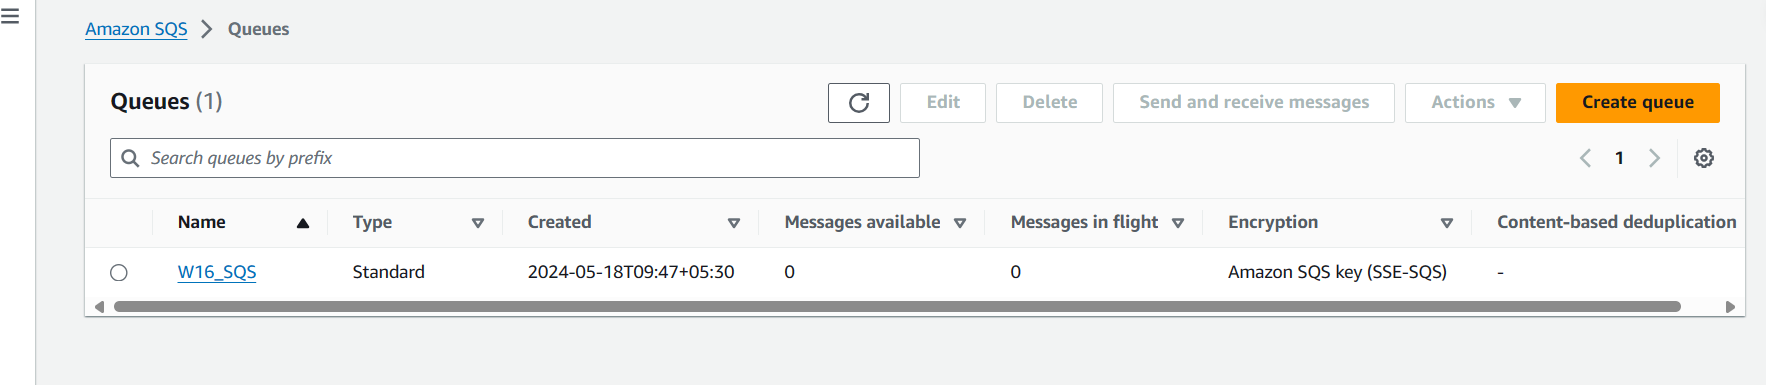 Amazon SQS > Queues
Queues (1)
Edit
Delete
Send and receive messages
Actions
Create queue
Search queues by prefix
1
Name Type Created Messages available Messages in flight Encryption Content-based deduplication
W16_SQS Standard 2024-05-18T09:47+05:30 0 0 Amazon SQS key (SSE-SQS) -